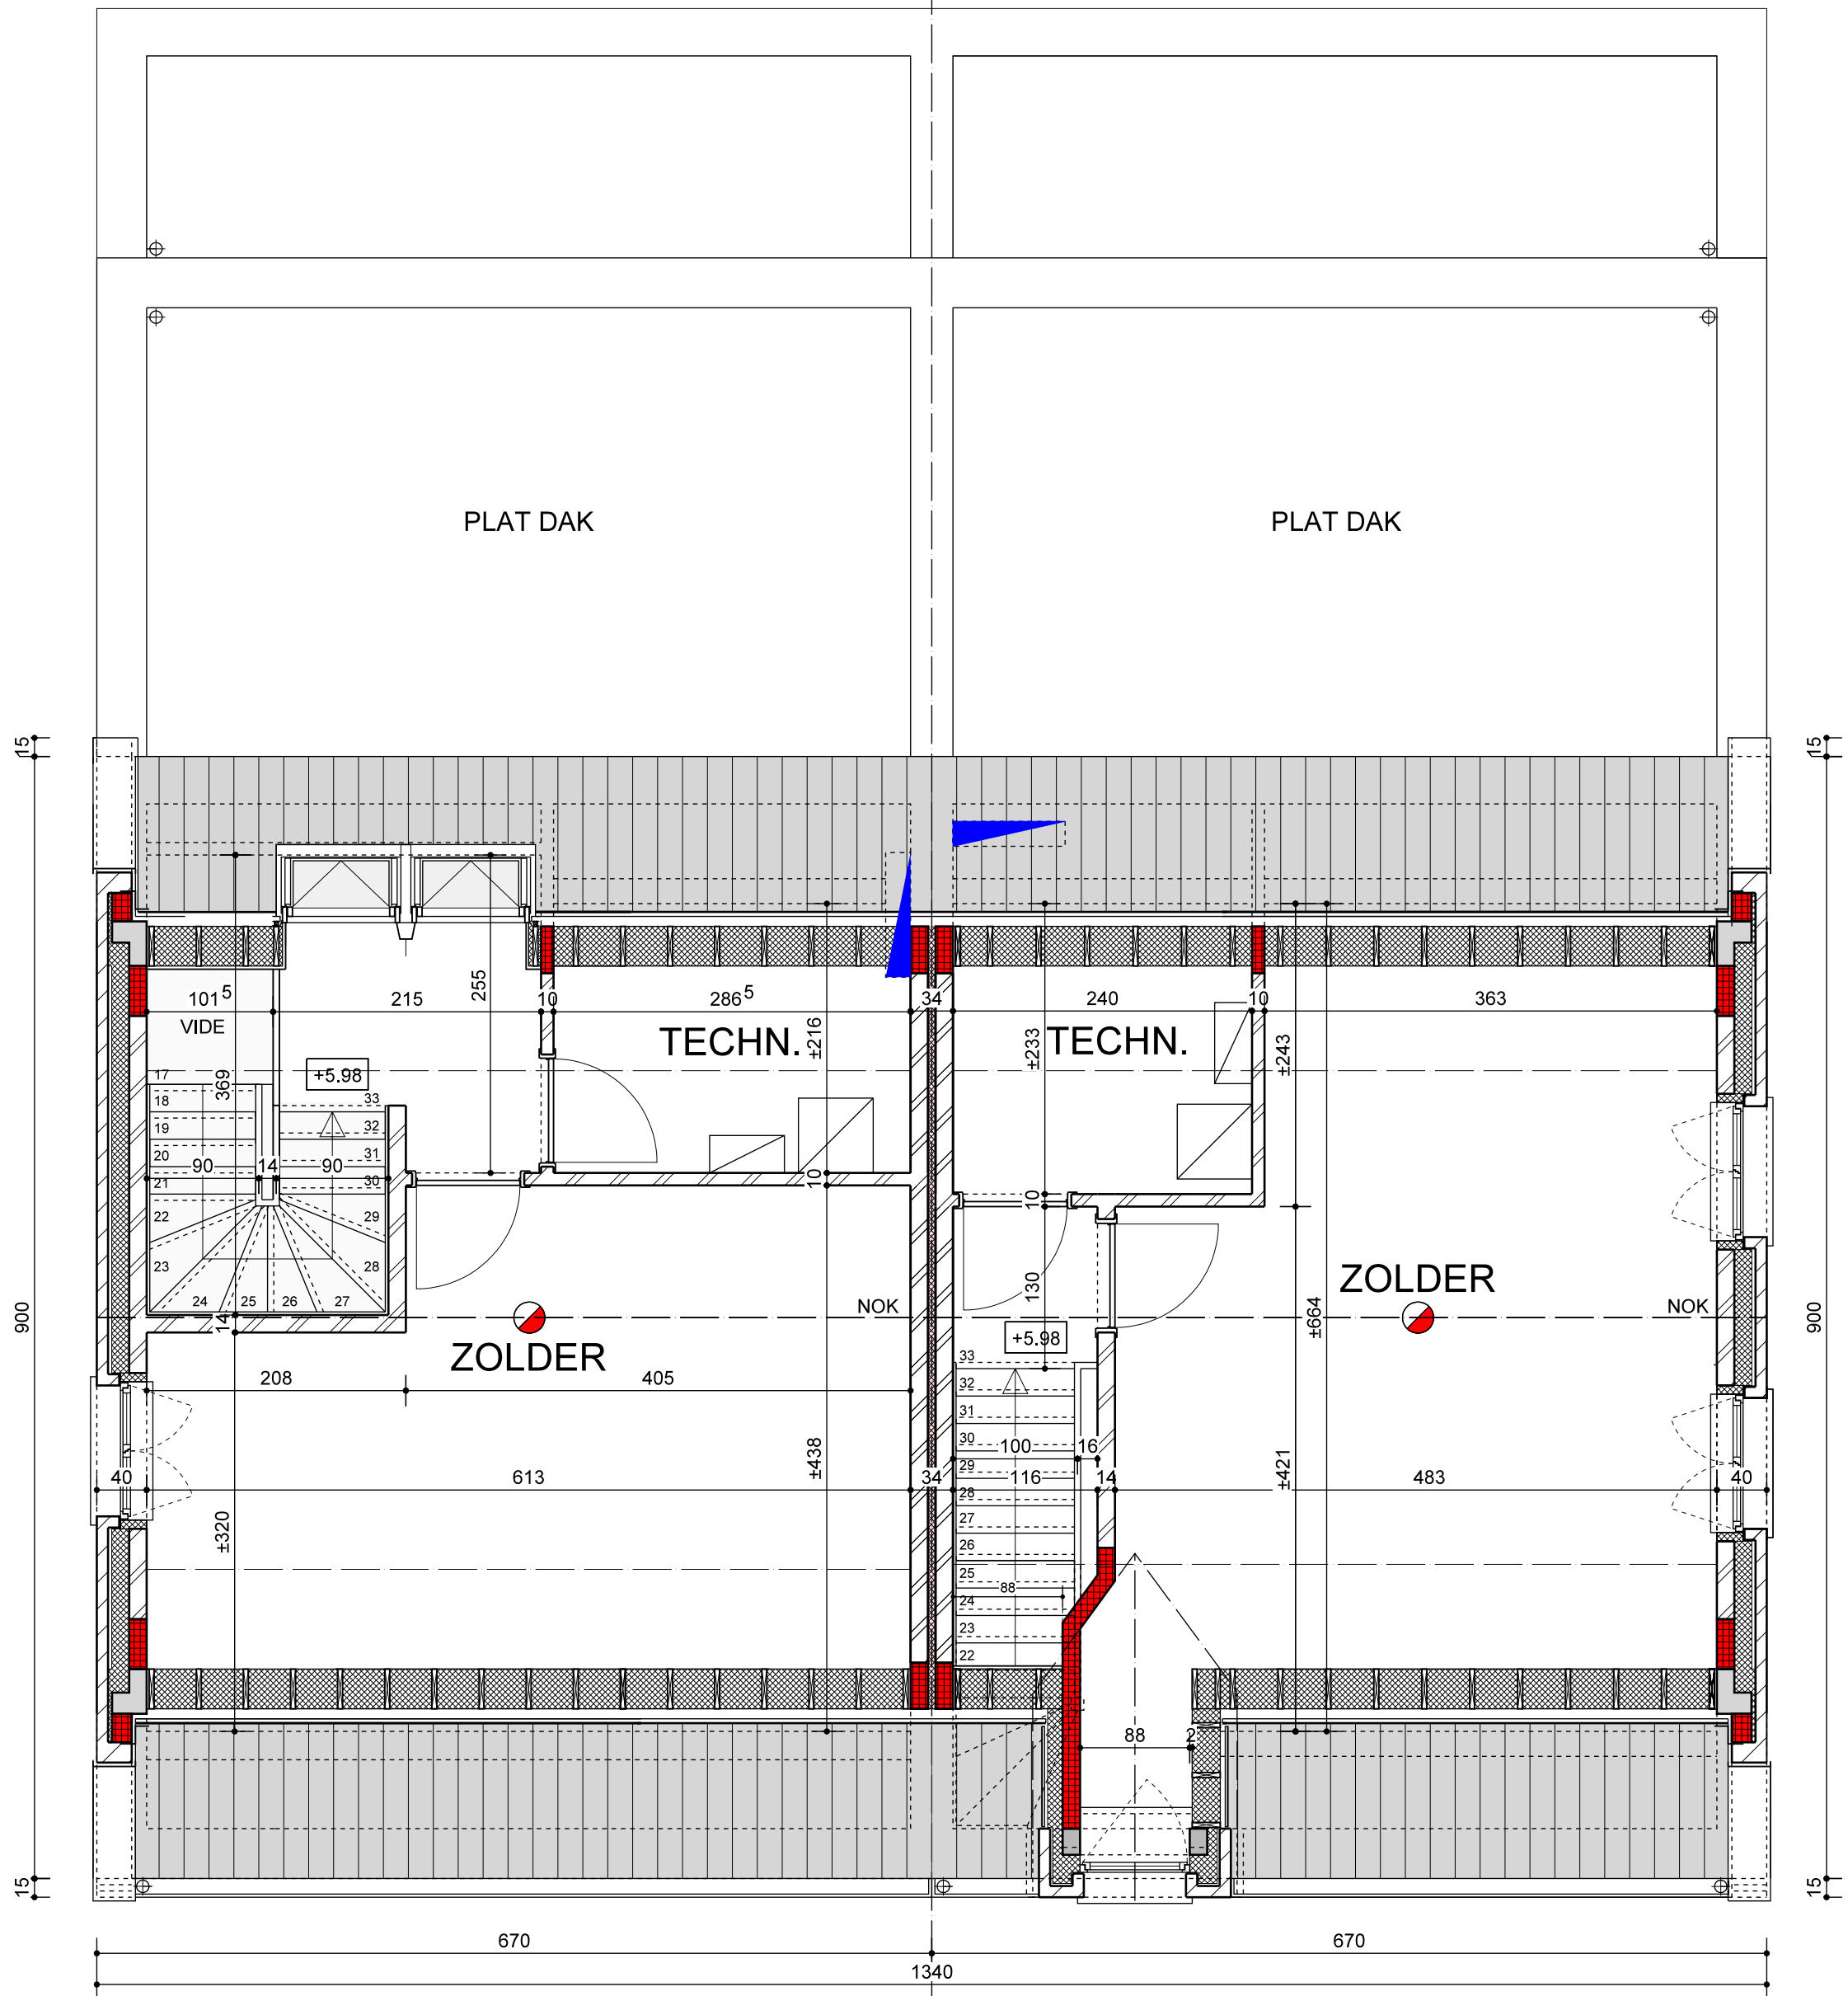 PLAT DAK PLAT DAK
15 15
101⁵ 215 255 10 286⁵ 34 240 10 363
VIDE
TECHN. ±216 ±233 TECHN. ±243
369 +5.98
17
18 33
19 32
20 31
90 14 90
21 30
10 10
22 29
23 28
24 25 26 27
130
ZOLDER
NOK NOK
14
900 ±664 900
+5.98
ZOLDER
33
208 405
32
31
30 100 16
±438 ±421
29
40 613 34 116 14 483 40
28
±320
27
26
25 88
24
23
22
88 2
15 15
670 670
1340